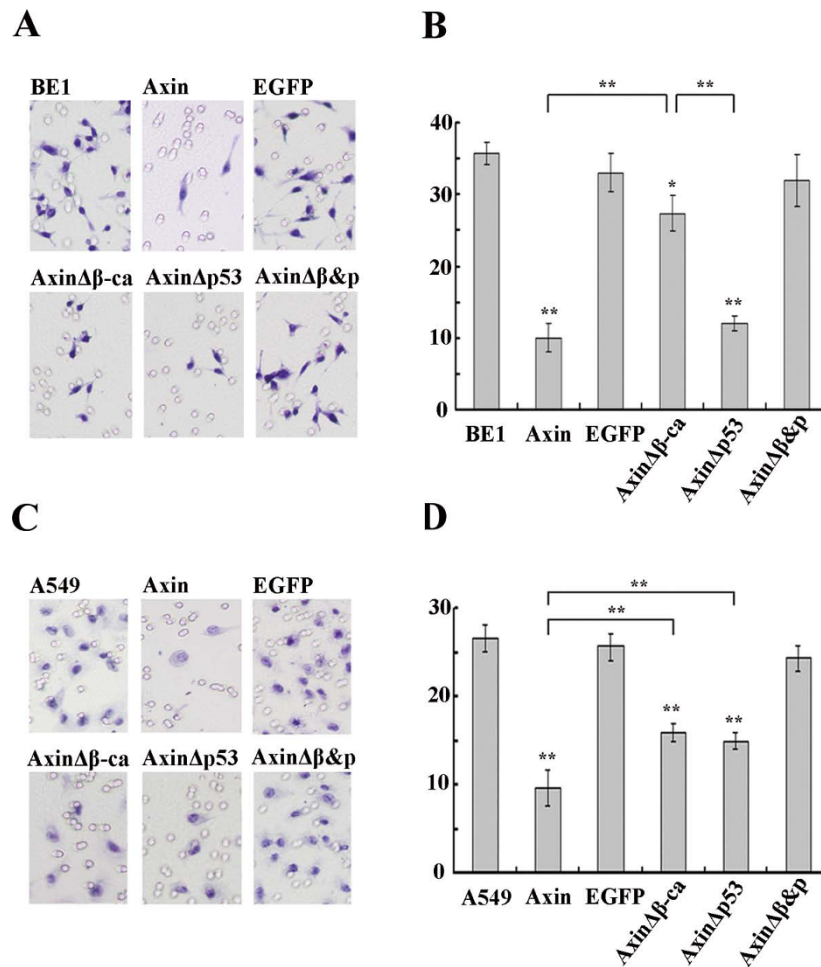 A
BE1 Axin EGFP
AxinΔβ-ca AxinΔp53 AxinΔβ&p
B
** **
40
30
20
10
0
** * **
BE1 Axin EGFP AxinΔβ-ca AxinΔp53 AxinΔβ&p
C
A549 Axin EGFP
AxinΔβ-ca AxinΔp53 AxinΔβ&p
D
**
**
30
20
10
0
** ** **
A549 Axin EGFP AxinΔβ-ca AxinΔp53 AxinΔβ&p